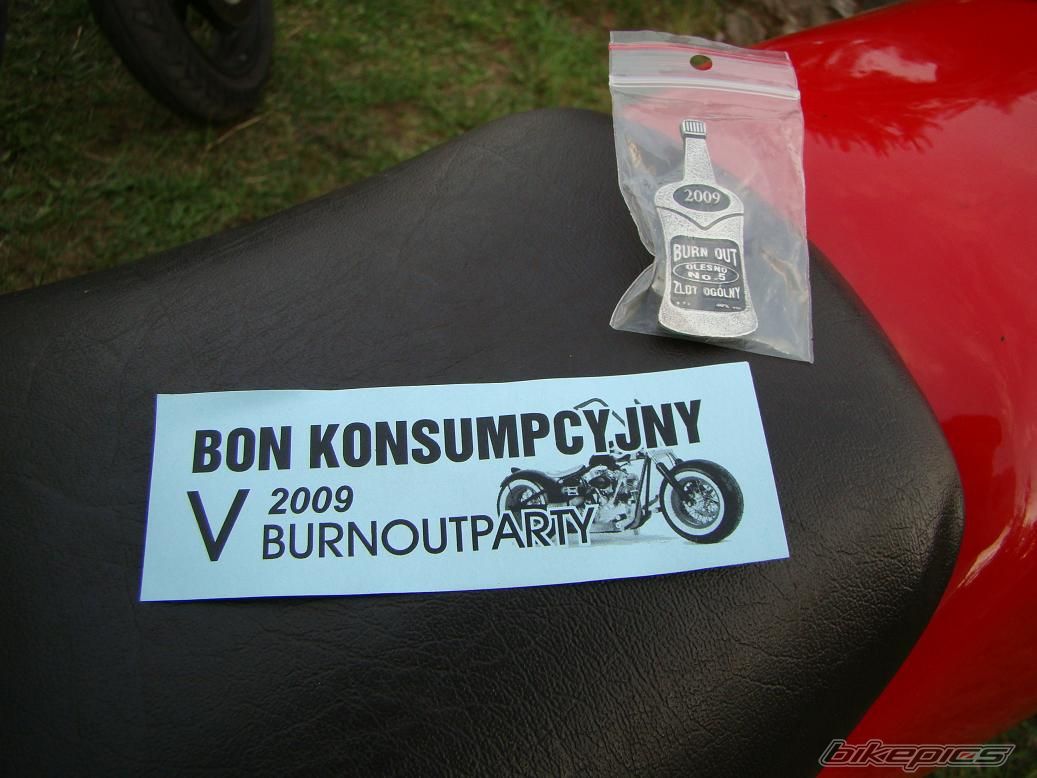 2009
BURN OUT
OLESNO
No.5
ZLOT OGÓLNY
BON KONSUMPCYJNY
V 2009
BURNOUTPARTY
bikepics